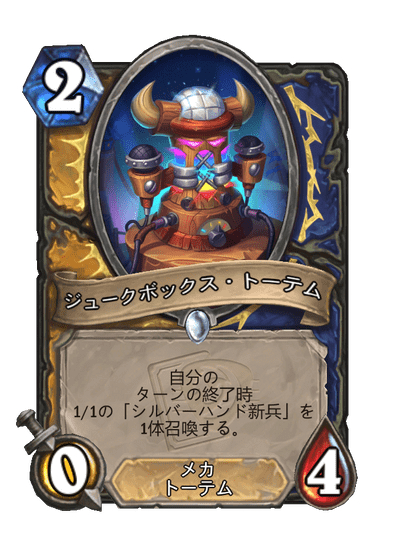 2
ジュークボックス・トーテム
自分の
ターンの終了時
1/1の「シルバーハンド新兵」を
1体召喚する。
0
メカ
トーテム
4